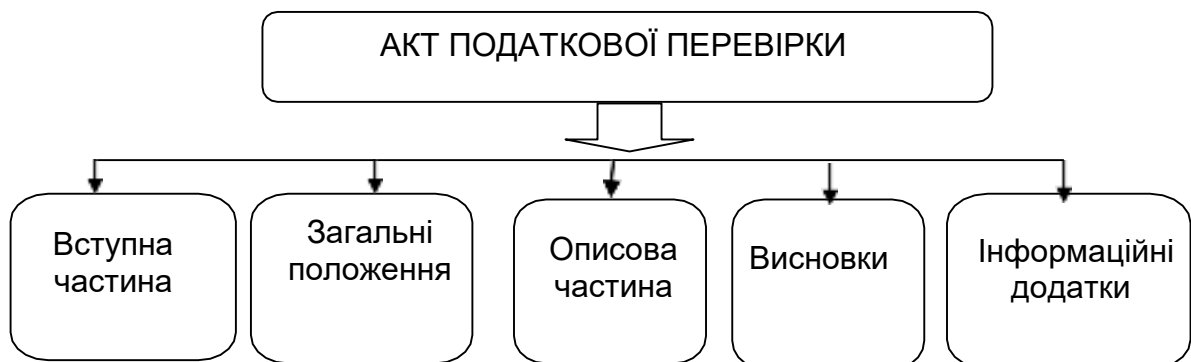 АКТ ПОДАТКОВОЇ ПЕРЕВІРКИ
Вступна
частина
Загальні
положення
Описова
частина
Висновки
Інформаційні
додатки